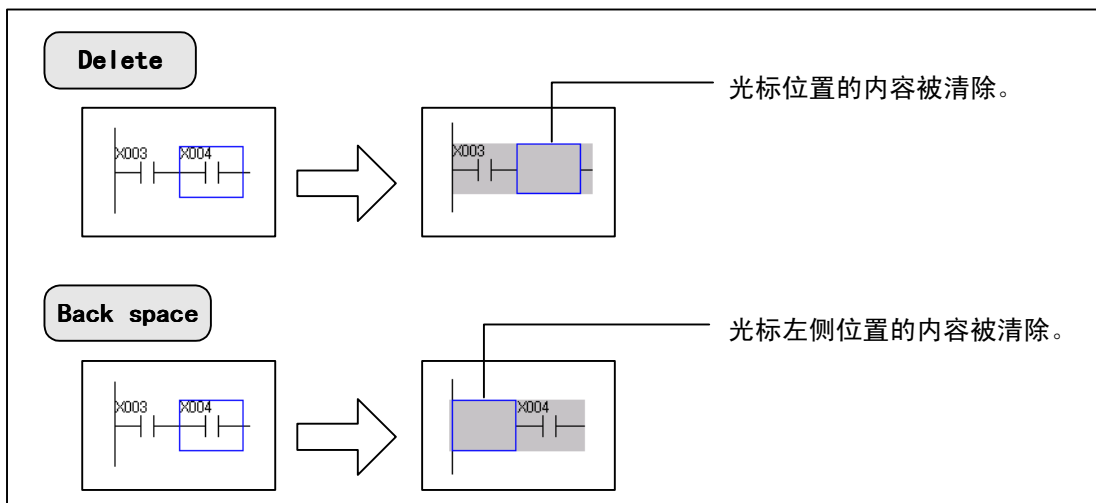 Delete
光标位置的内容被清除。
X003 X004
X003
Back space
光标左侧位置的内容被清除。
X003 X004
X004